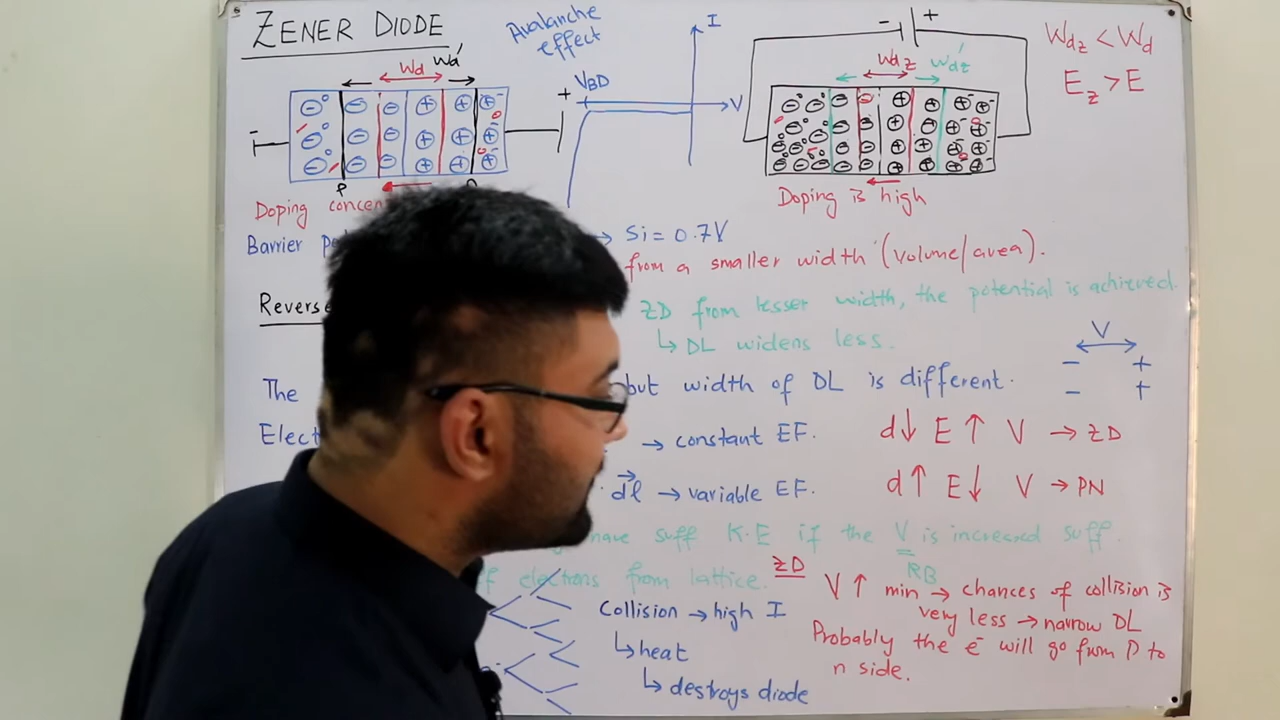 ZENER DIODE
Avalanche
effect
I
V
VBD
Wd
Wd'
- +
P
Doping concen
- +
Wdz
Wdz'
Doping is high
Wdz < Wd
Ez > E
Barrier
→ Si = 0.7V
from a smaller width (volume/area).
Reverse
ZD from lesser width, the potential is achieved.
↳ DL widens less.
V
- +
- +
The
but width of DL is different.
Elect
→ constant EF.
d↓ E↑ V → ZD
. dl → variable EF.
d↑ E↓ V → PN
have suff K.E if the V is increased suff.
RB
electrons from lattice.
ZD
V↑ min → chances of collision is
very less → narrow DL
Probably the e⁻ will go from P to
n side.
Collision → high I
↳ heat
↳ destroys diode